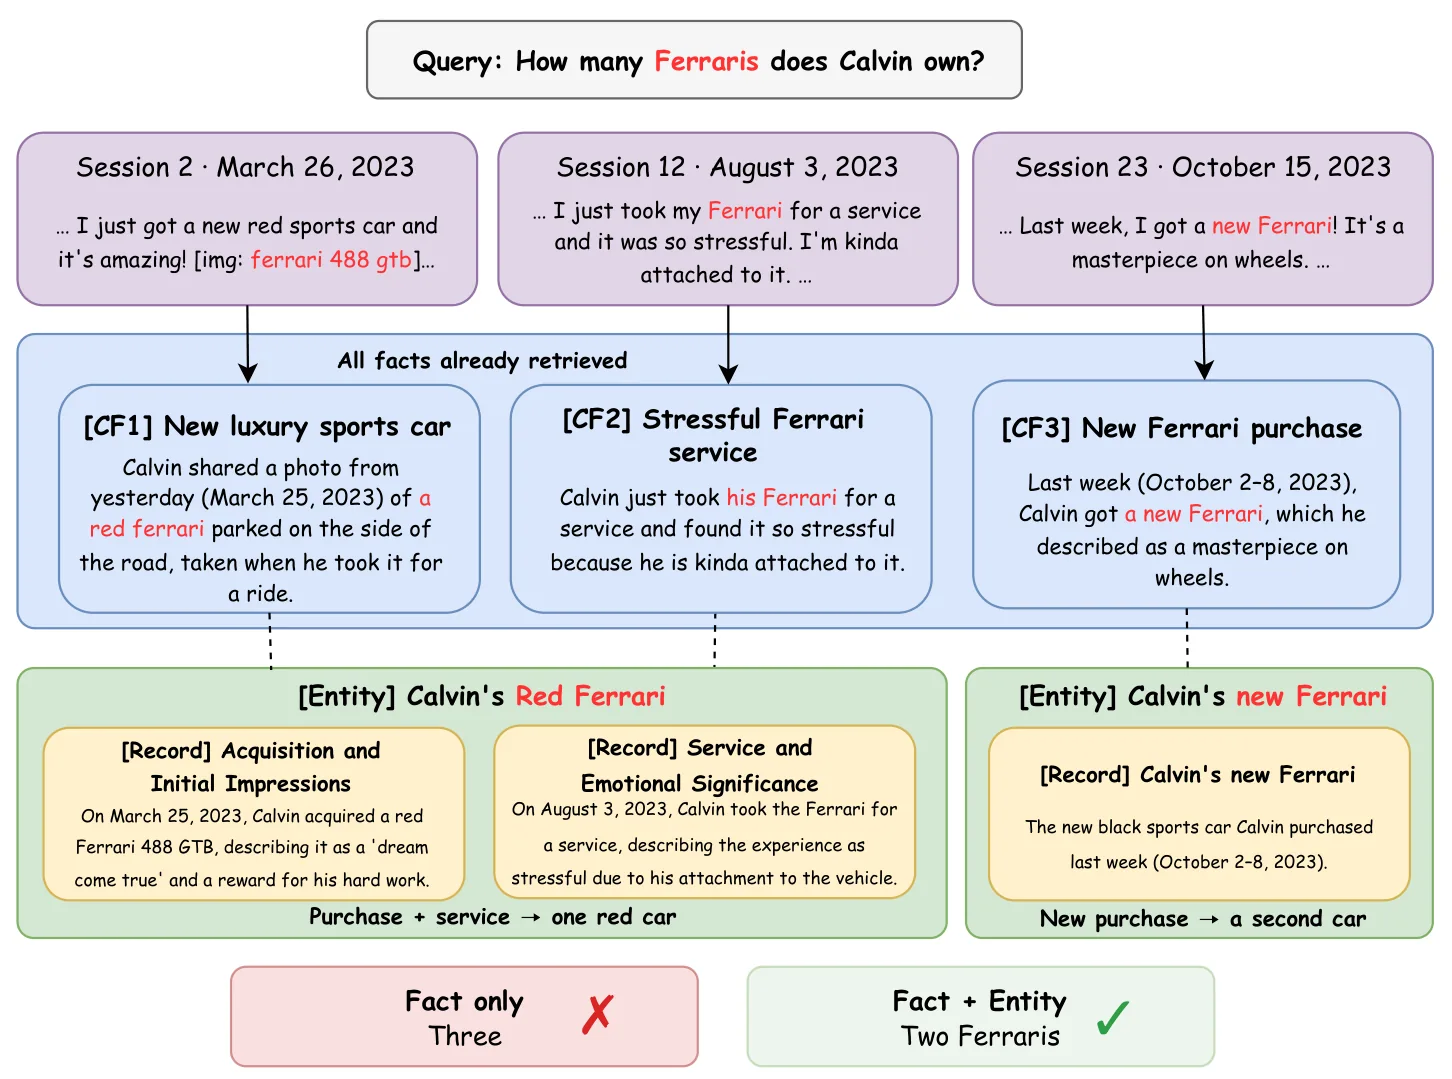 Query: How many Ferraris does Calvin own?
Session 2 · March 26, 2023
... I just got a new red sports car and
it's amazing! [img: ferrari 488 gtb]...
Session 12 · August 3, 2023
... I just took my Ferrari for a service
and it was so stressful. I'm kinda
attached to it. ...
Session 23 · October 15, 2023
... Last week, I got a new Ferrari! It's a
masterpiece on wheels. ...
All facts already retrieved
[CF1] New luxury sports car
Calvin shared a photo from
yesterday (March 25, 2023) of a
red ferrari parked on the side of
the road, taken when he took it for
a ride.
[CF2] Stressful Ferrari
service
Calvin just took his Ferrari for a
service and found it so stressful
because he is kinda attached to it.
[CF3] New Ferrari purchase
Last week (October 2–8, 2023),
Calvin got a new Ferrari, which he
described as a masterpiece on
wheels.
[Entity] Calvin's Red Ferrari
[Record] Acquisition and
Initial Impressions
On March 25, 2023, Calvin acquired a red
Ferrari 488 GTB, describing it as a 'dream
come true' and a reward for his hard work.
[Record] Service and
Emotional Significance
On August 3, 2023, Calvin took the Ferrari for
a service, describing the experience as
stressful due to his attachment to the vehicle.
Purchase + service → one red car
[Entity] Calvin's new Ferrari
[Record] Calvin's new Ferrari
The new black sports car Calvin purchased
last week (October 2–8, 2023).
New purchase → a second car
Fact only
Three
✗
Fact + Entity
Two Ferraris
✓